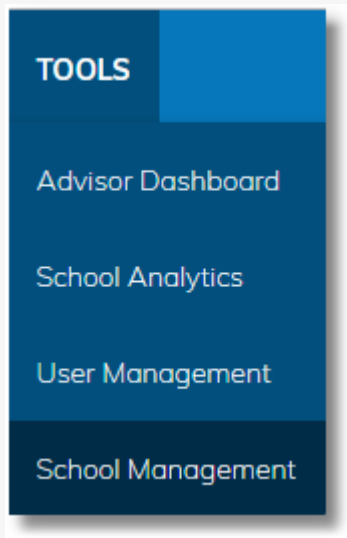 TOOLS
Advisor Dashboard
School Analytics
User Management
School Management